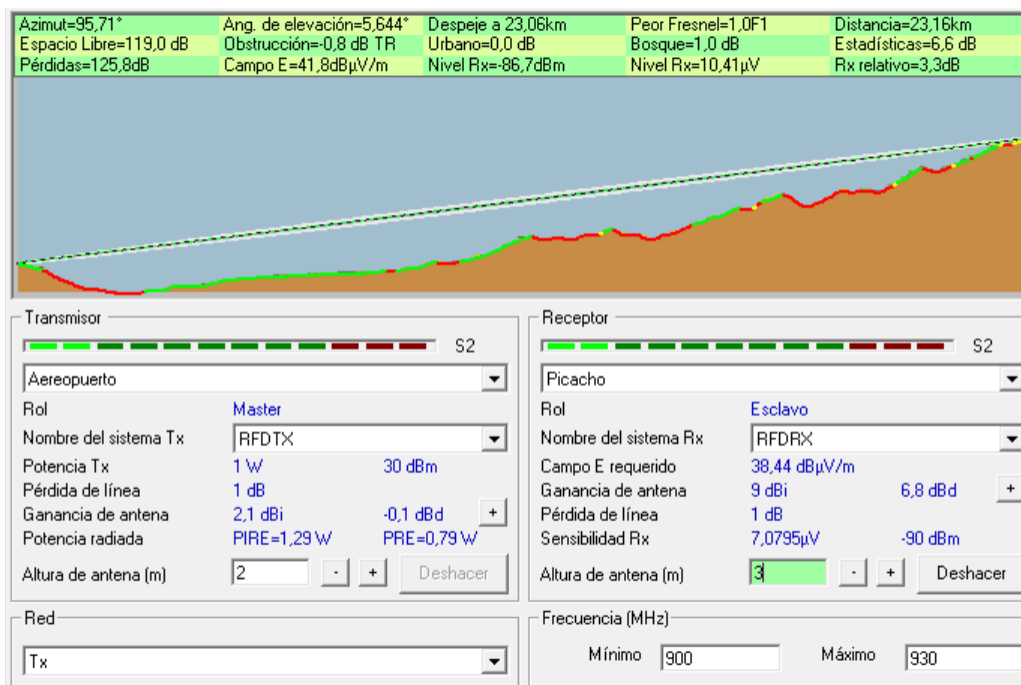 Azimut=95,71° Ang. de elevación=5,644° Despeje a 23,06km Peor Fresnel=1,0F1 Distancia=23,16km
Espacio Libre=119,0 dB Obstrucción=-0,8 dB TR Urbano=0,0 dB Bosque=1,0 dB Estadísticas=6,6 dB
Pérdidas=125,8dB Campo E=41,8dBµV/m Nivel Rx=-86,7dBm Nivel Rx=10,41µV Rx relativo=3,3dB
Transmisor
S2
Aereopuerto
Rol Master
Nombre del sistema Tx RFDTX
Potencia Tx 1 W 30 dBm
Pérdida de línea 1 dB
Ganancia de antena 2,1 dBi -0,1 dBd +
Potencia radiada PIRE=1,29 W PRE=0,79 W
Altura de antena (m) 2 - + Deshacer
Red
Tx
Receptor
S2
Picacho
Rol Esclavo
Nombre del sistema Rx RFDRX
Campo E requerido 38,44 dBµV/m
Ganancia de antena 9 dBi 6,8 dBd +
Pérdida de línea 1 dB
Sensibilidad Rx 7,0795µV -90 dBm
Altura de antena (m) 3 - + Deshacer
Frecuencia (MHz)
Mínimo 900 Máximo 930